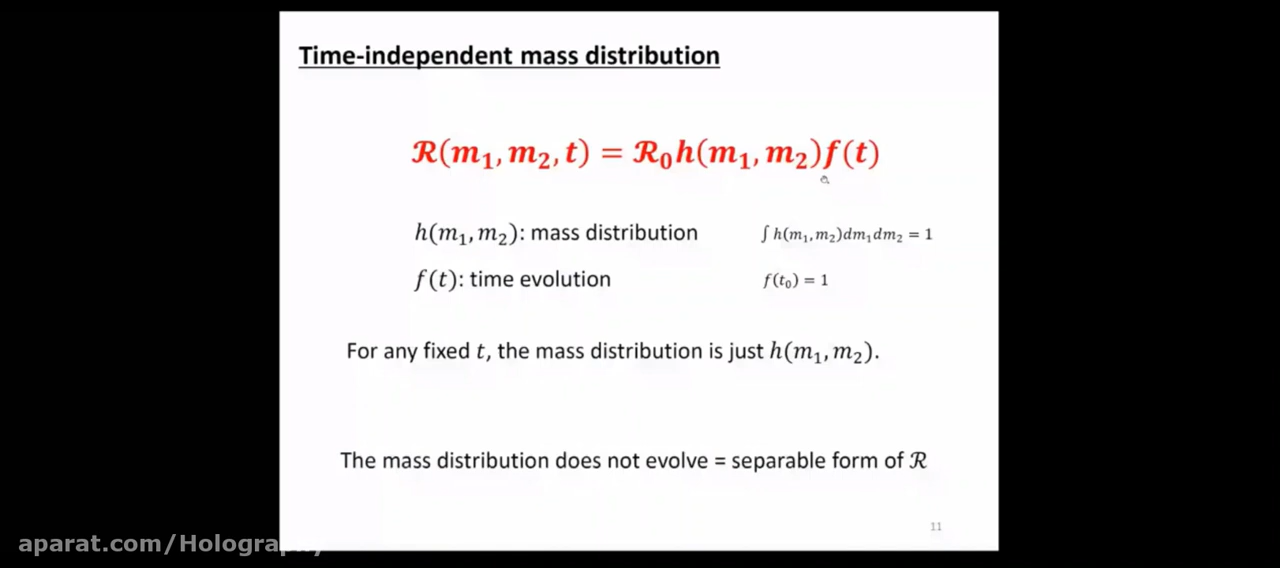 Time-independent mass distribution
ℛ(m₁, m₂, t) = ℛ₀h(m₁, m₂)f(t)
h(m₁, m₂): mass distribution ∫ h(m₁, m₂)dm₁dm₂ = 1
f(t): time evolution f(t₀) = 1
For any fixed t, the mass distribution is just h(m₁, m₂).
The mass distribution does not evolve = separable form of ℛ
11
aparat.com/Holography